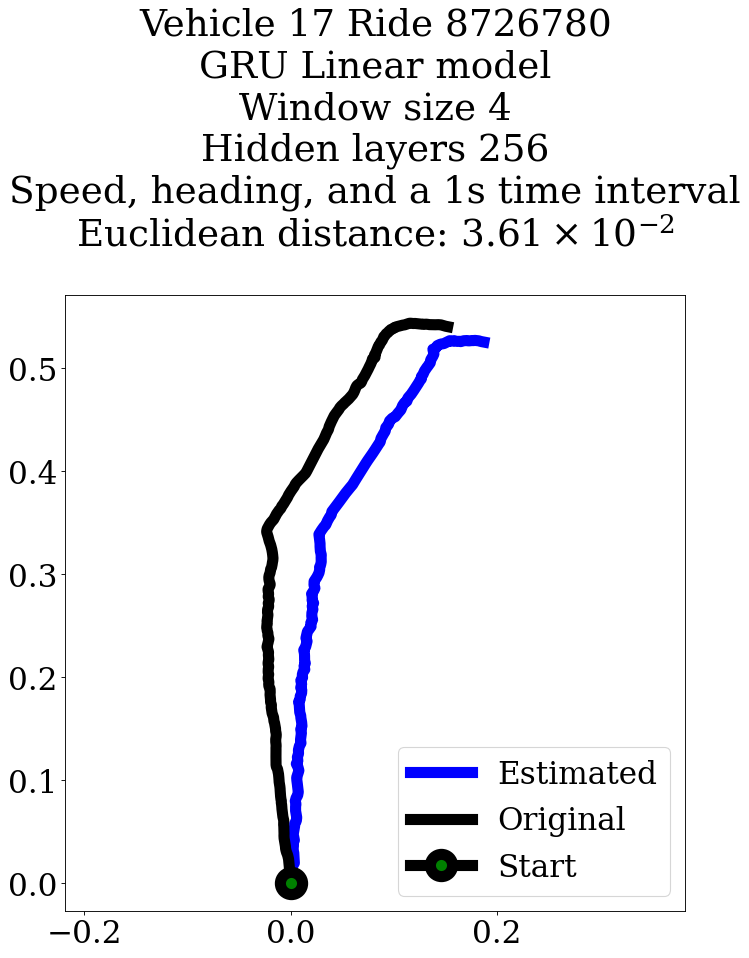 Vehicle 17 Ride 8726780
GRU Linear model
Window size 4
Hidden layers 256
Speed, heading, and a 1s time interval
Euclidean distance: 3.61 × 10⁻²
0.5
0.4
0.3
0.2
0.1
0.0
−0.2 0.0 0.2
Estimated
Original
Start